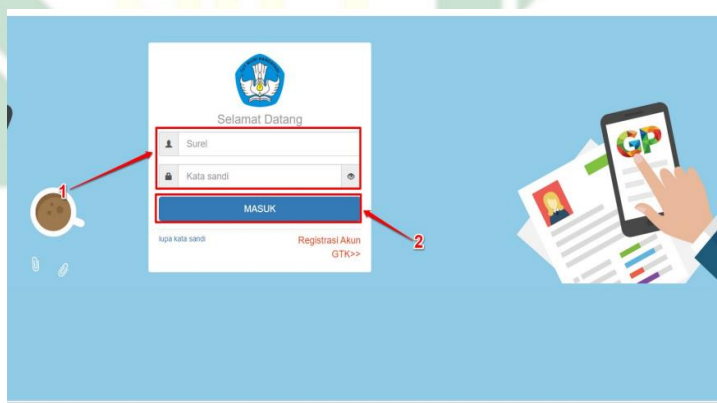 Selamat Datang
Surel
Kata sandi
1
MASUK
lupa kata sandi
Registrasi Akun
GTK>>
2
GP